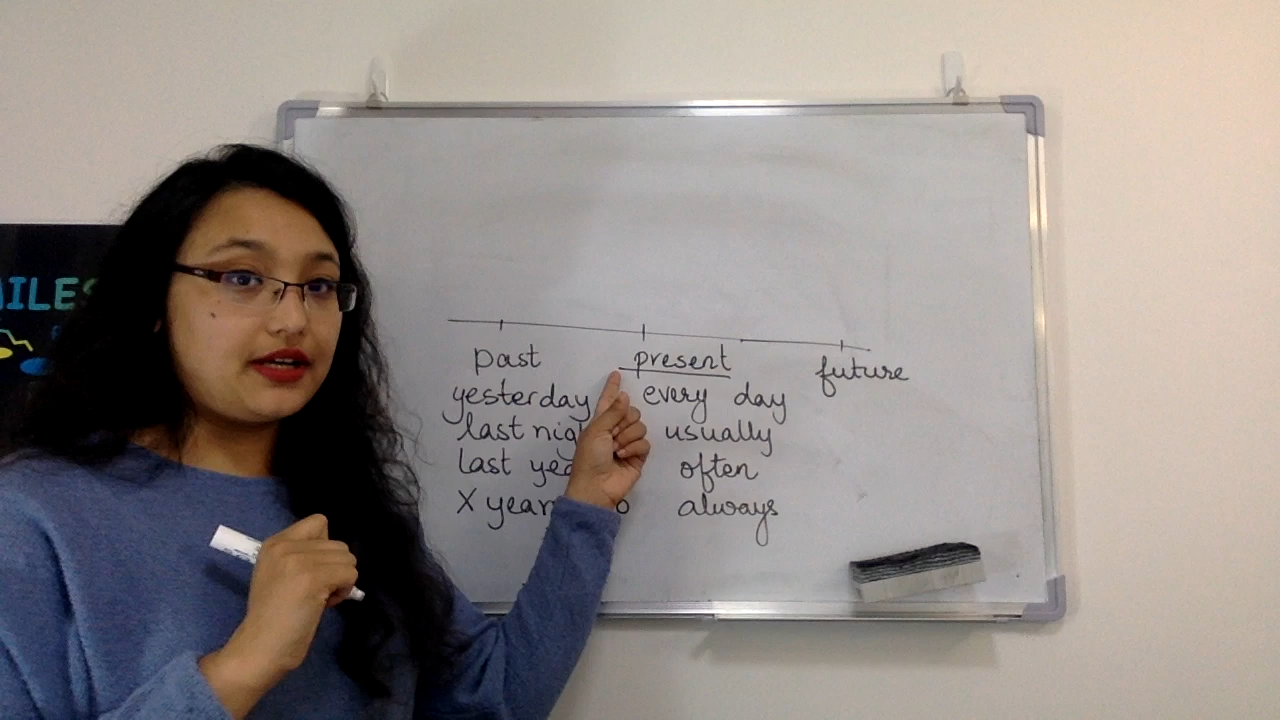 past present future
yesterday every day
last usually
last often
X always